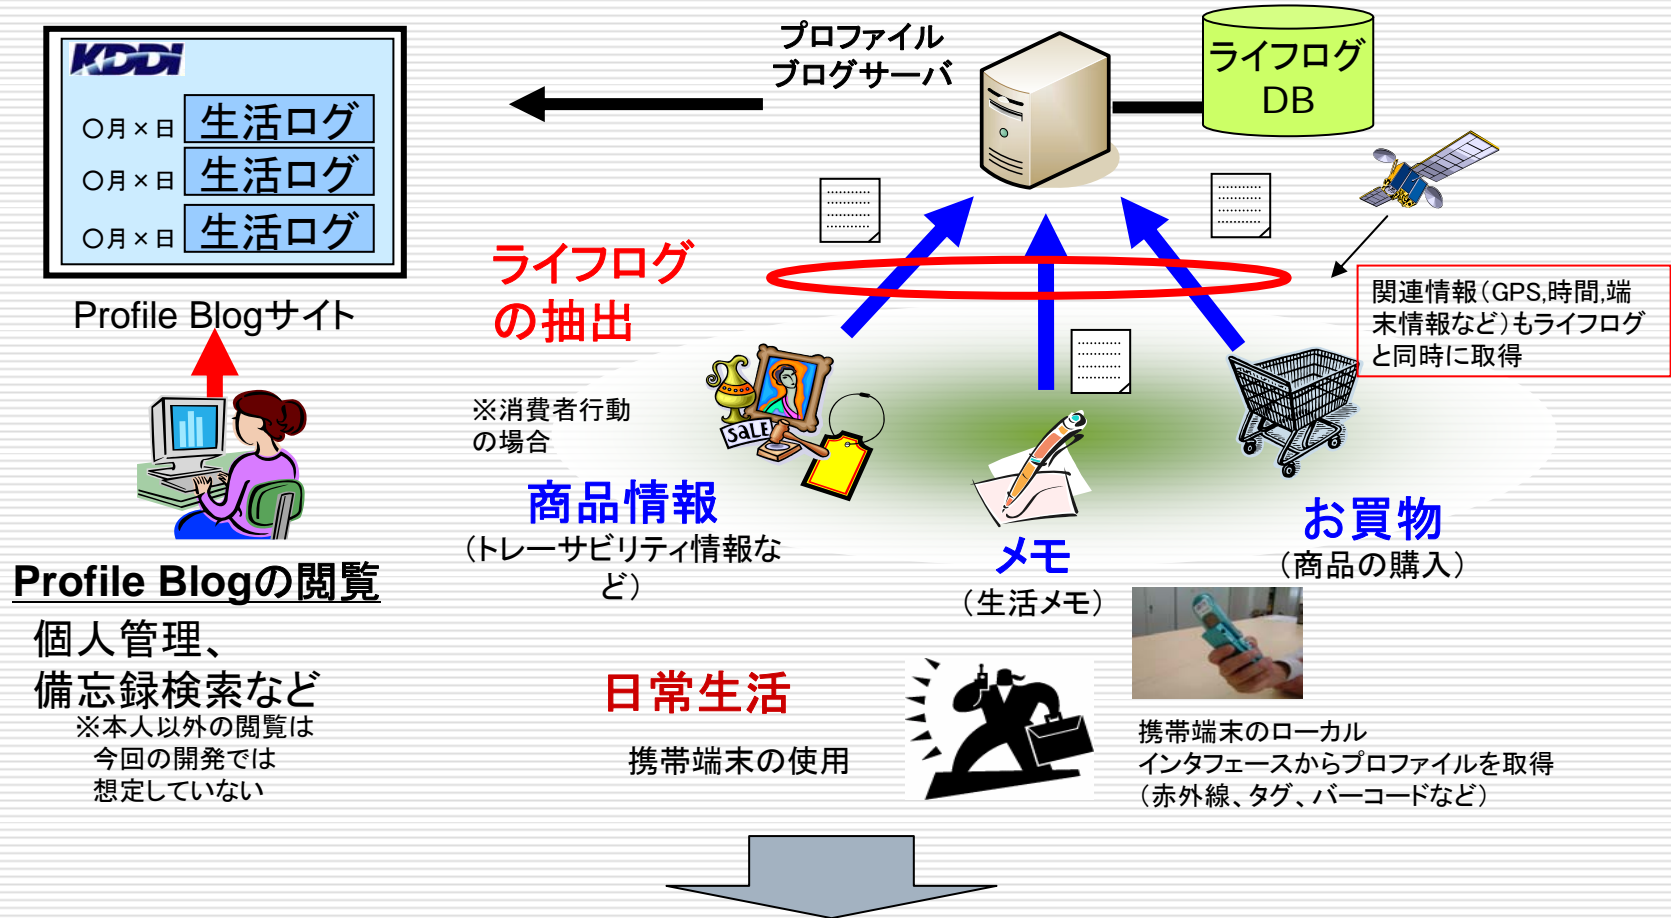 KDDI
〇月×日 生活ログ
〇月×日 生活ログ
〇月×日 生活ログ
Profile Blogサイト
プロファイル
ブログサーバ
ライフログ
DB
ライフログ
の抽出
関連情報（GPS,時間,端
末情報など）もライフログ
と同時に取得
※消費者行動
の場合
SALE
商品情報
（トレーサビリティ情報な
ど）
メモ
（生活メモ）
お買物
（商品の購入）
Profile Blogの閲覧
個人管理、
備忘録検索など
※本人以外の閲覧は
今回の開発では
想定していない
日常生活
携帯端末の使用
携帯端末のローカル
インタフェースからプロファイルを取得
（赤外線、タグ、バーコードなど）